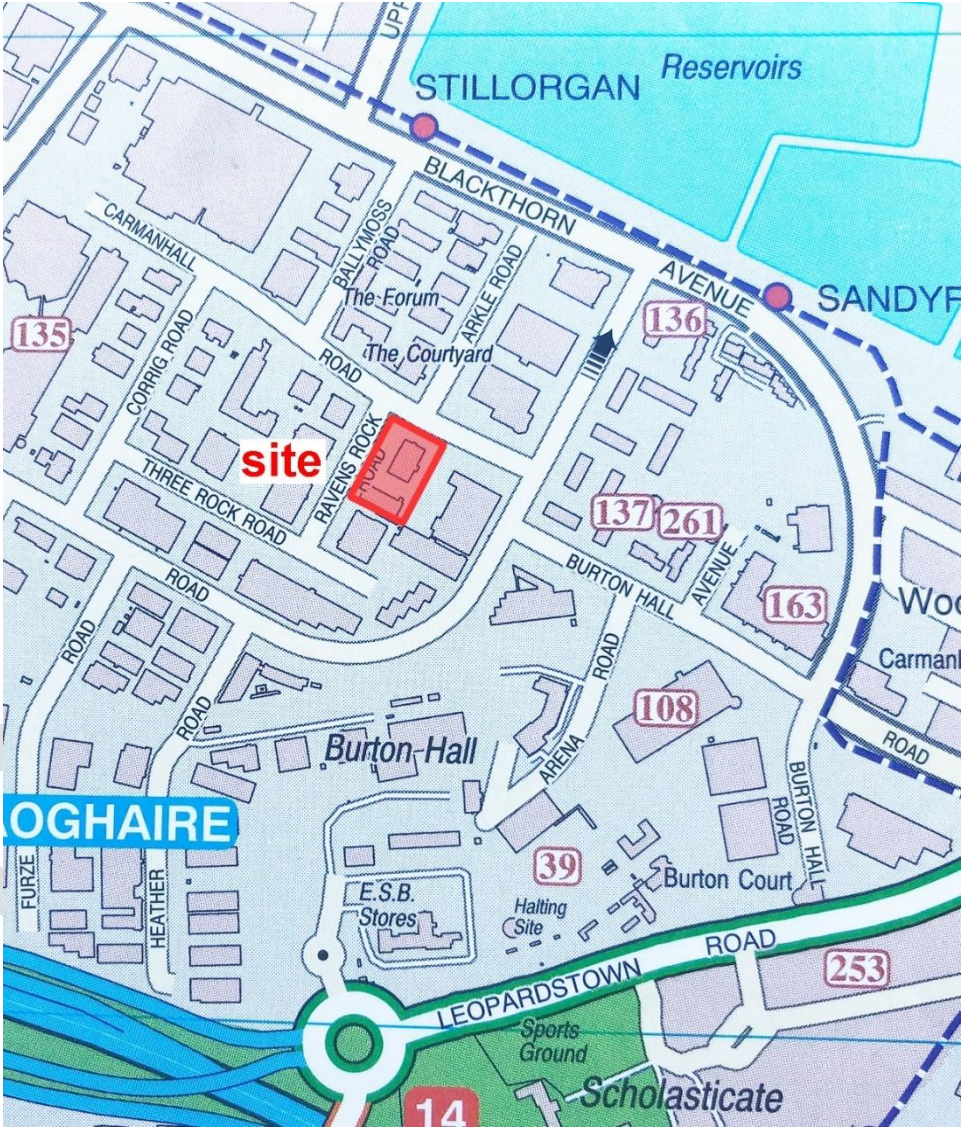 UPP
Reservoirs
STILLORGAN
BLACKTHORN
AVENUE
SANDYF
CARMANHALL
ROAD
BALLYMOSS
ROAD
The Forum
ARKLE ROAD
The Courtyard
135
136
CORRIG ROAD
site
RAVENS ROCK
ROAD
THREE ROCK ROAD
137
261
AVENUE
BURTON HALL
163
Woo
Carmanh
ROAD
ROAD
ROAD
ROAD
ROAD
108
Burton Hall
ARENA
BURTON HALL
ROAD
OGHAIRE
FURZE
HEATHER
39
Burton Court
E.S.B.
Stores
Halting
Site
LEOPARDSTOWN
ROAD
253
Sports
Ground
Scholasticate
14